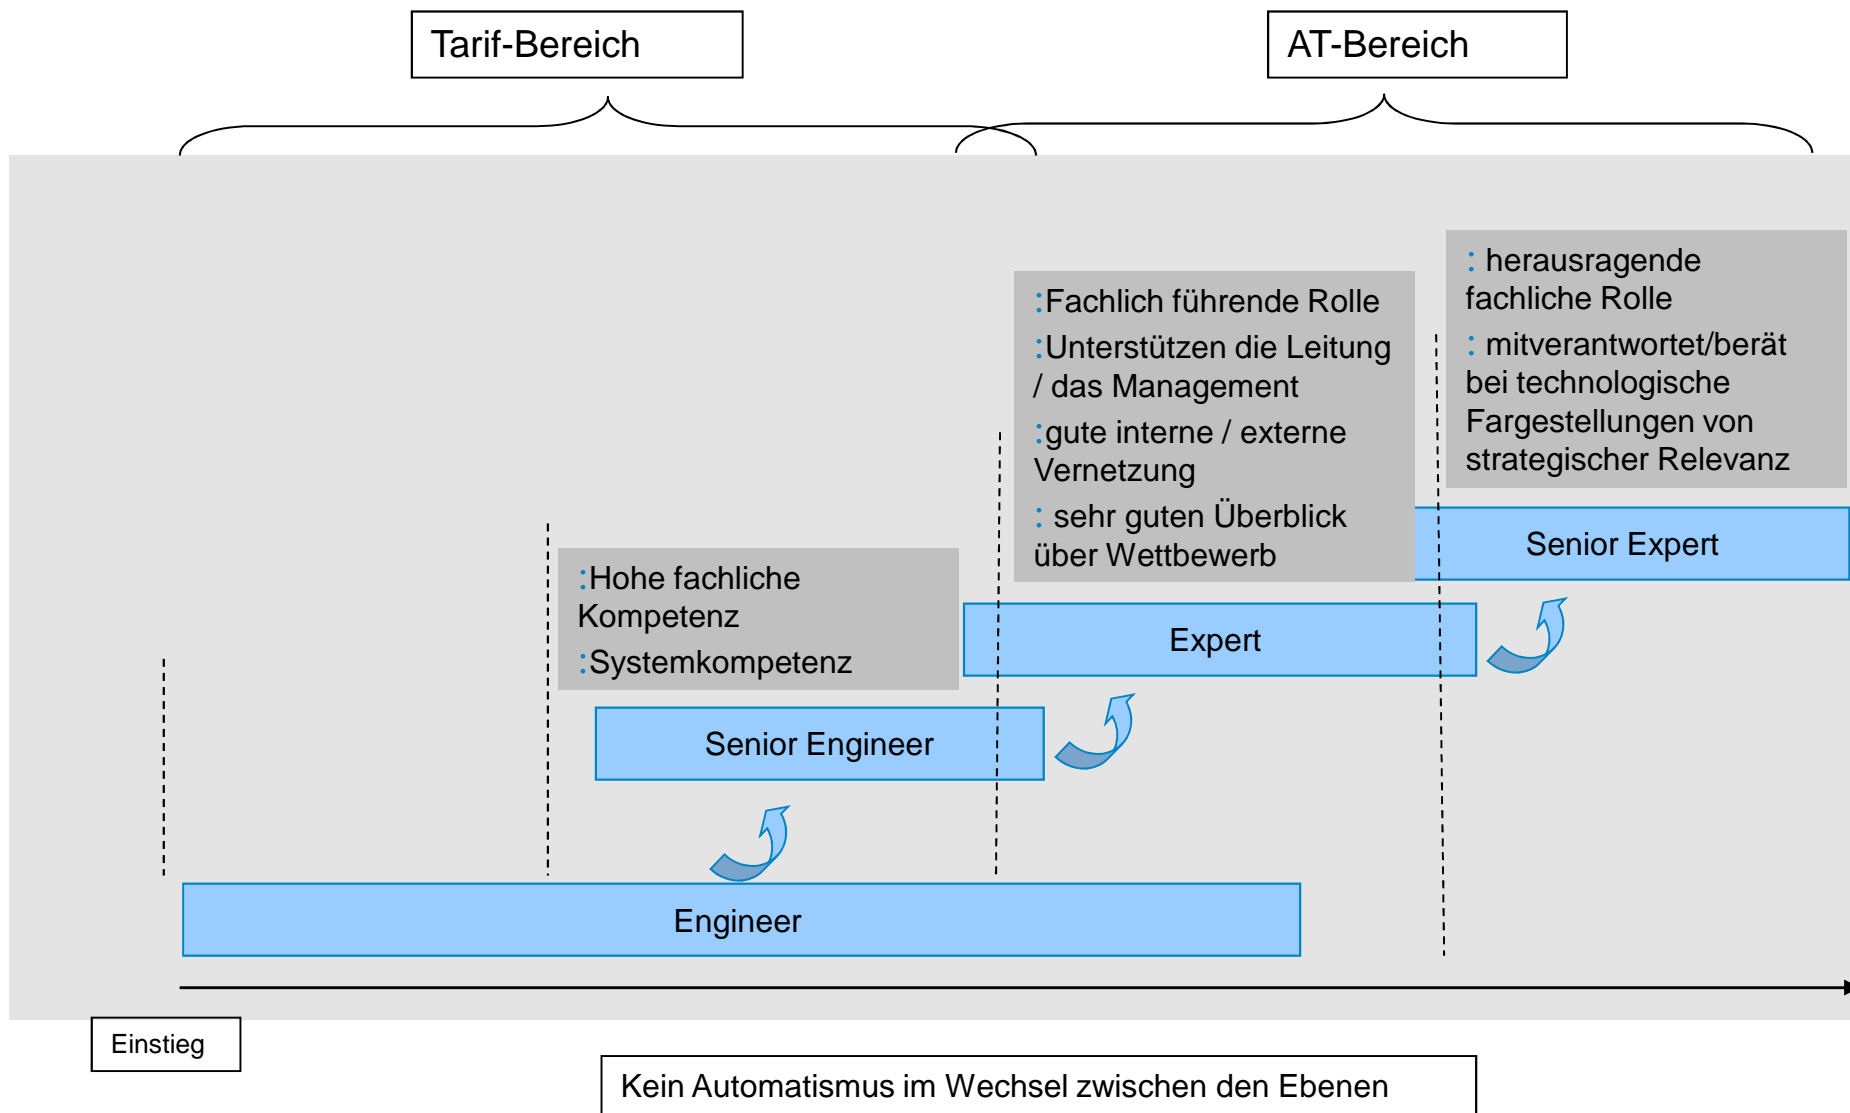 Tarif-Bereich
AT-Bereich
: herausragende
fachliche Rolle
: mitverantwortet/berät
bei technologische
Fargestellungen von
strategischer Relevanz
:Fachlich führende Rolle
:Unterstützen die Leitung
/ das Management
:gute interne / externe
Vernetzung
: sehr guten Überblick
über Wettbewerb
Senior Expert
:Hohe fachliche
Kompetenz
:Systemkompetenz
Expert
Senior Engineer
Engineer
Einstieg
Kein Automatismus im Wechsel zwischen den Ebenen